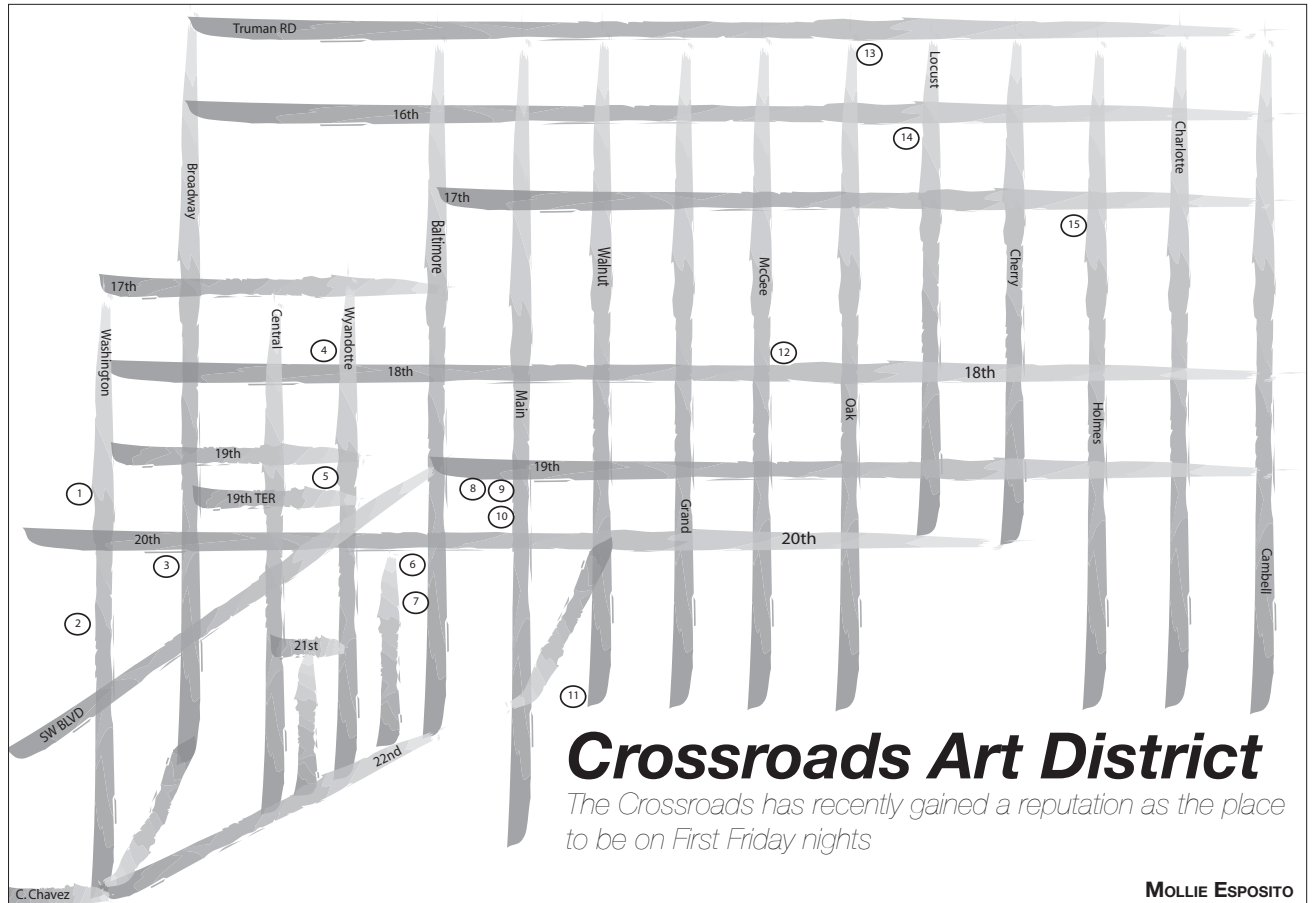 Truman RD
13
Locust
16th
14
Charlotte
Broadway
17th
Baltimore
15
Walnut
Cherry
McGee
17th
Central
Wyandotte
Washington
4
12
18th
18th
Main
Oak
Holmes
19th
19th
5
8
9
1
19th TER
Grand
10
20th
20th
3
6
Cambell
7
2
21st
11
SW BLVD
22nd
Crossroads Art District
The Crossroads has recently gained a reputation as the place
to be on First Friday nights
C. Chavez
MOLLIE ESPOSITO